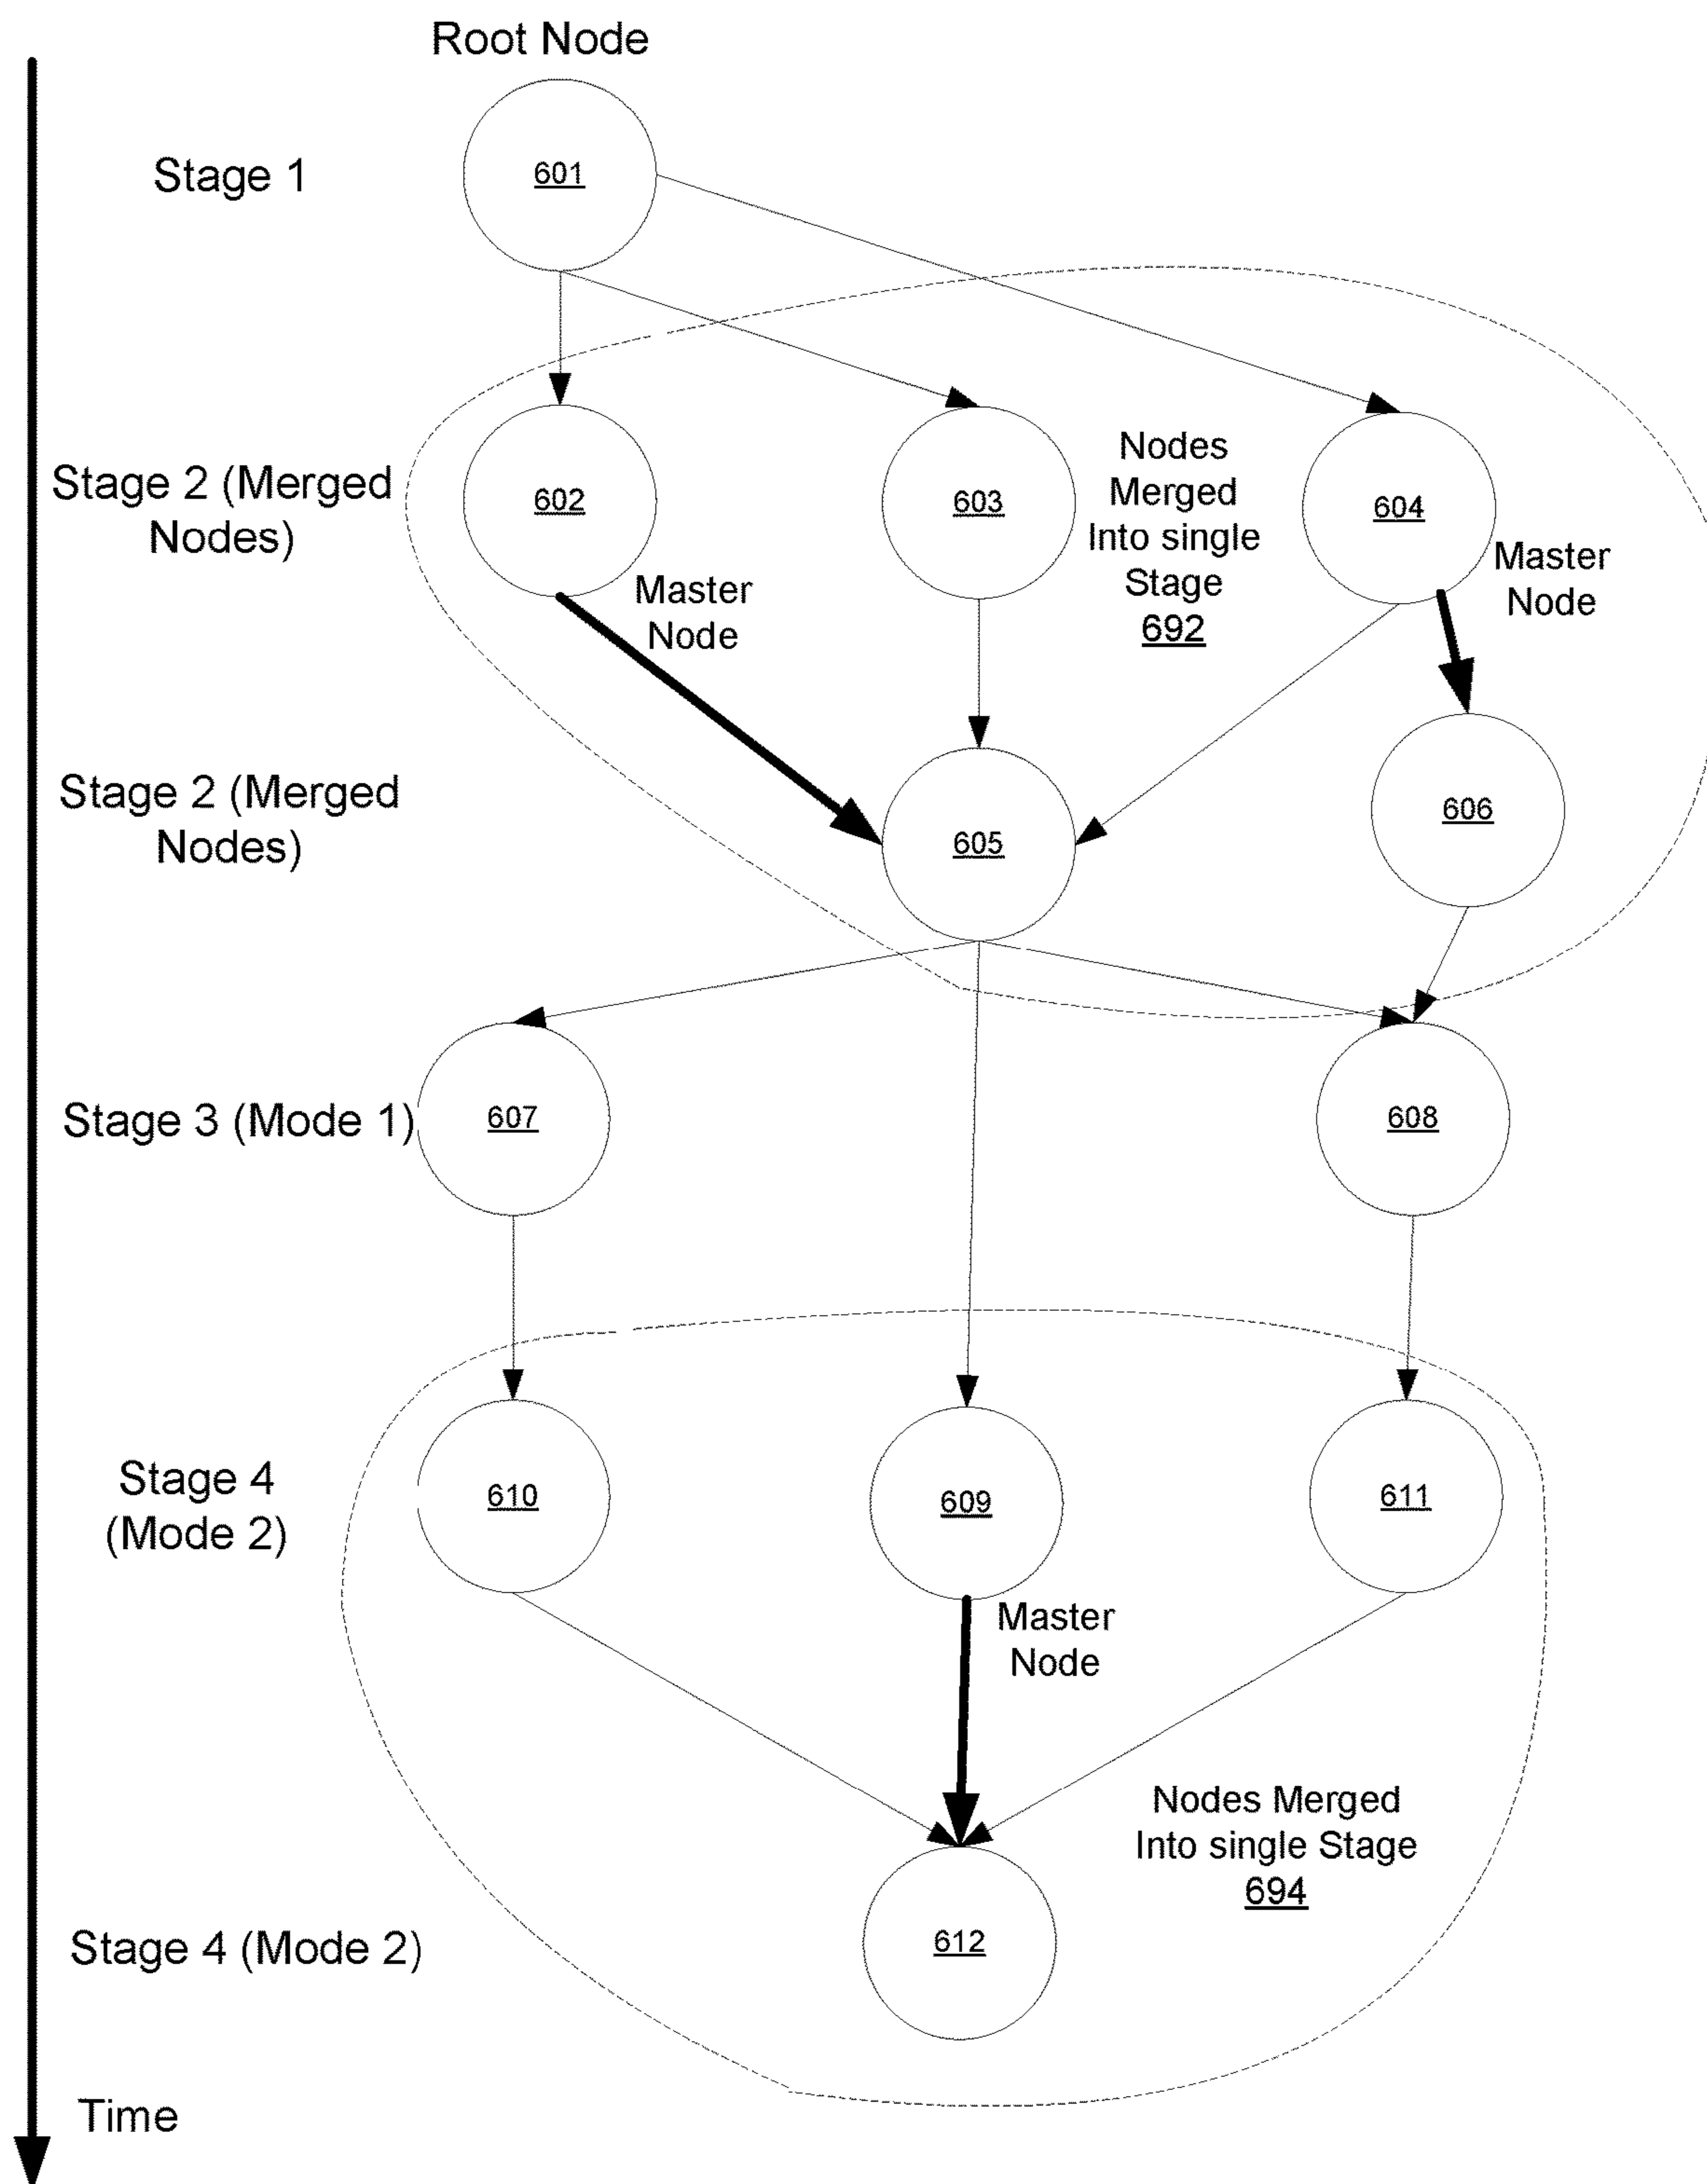 Root Node
Stage 1
601
Stage 2 (Merged
Nodes)
602
603
Nodes
Merged
Into single
Stage
692
604
Master
Node
Master
Node
Stage 2 (Merged
Nodes)
605
606
Stage 3 (Mode 1)
607
608
Stage 4
(Mode 2)
610
609
611
Master
Node
Nodes Merged
Into single Stage
694
Stage 4 (Mode 2)
612
Time